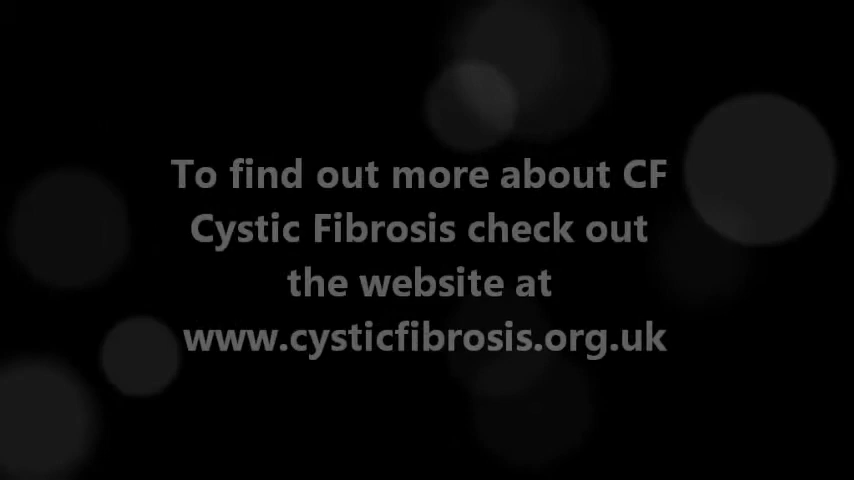 To find out more about CF
Cystic Fibrosis check out
the website at
www.cysticfibrosis.org.uk